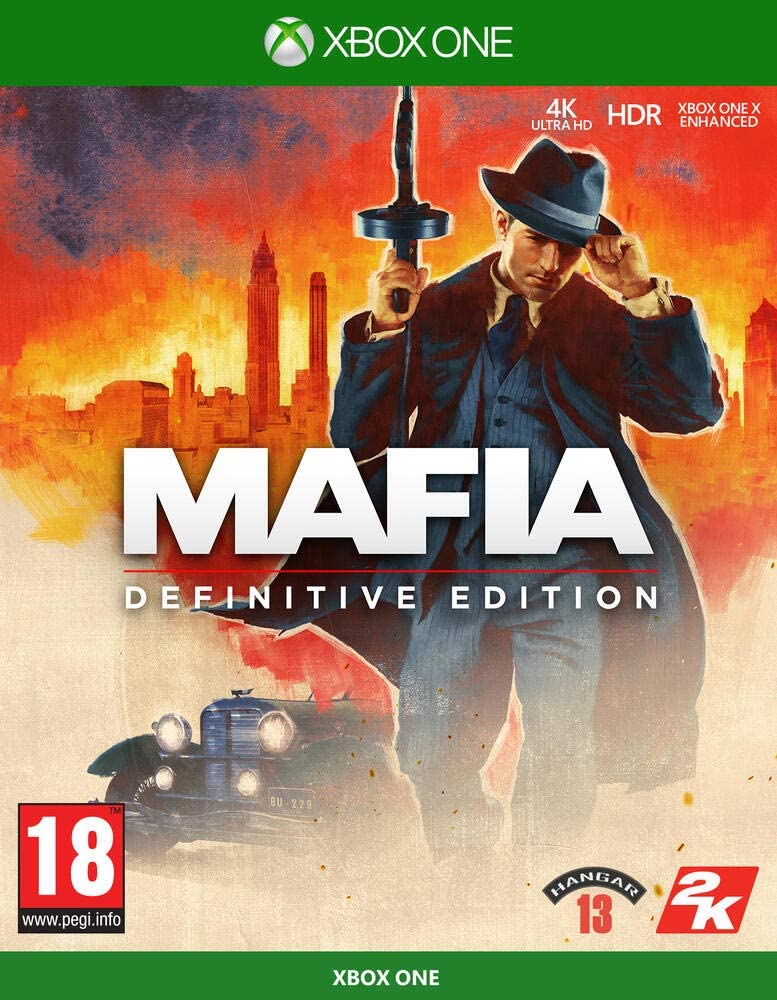 XBOX ONE
4K
ULTRA HD
HDR
XBOX ONE X
ENHANCED
MAFIA
DEFINITIVE EDITION
BU·229
18
TM
www.pegi.info
HANGAR
13
2K
XBOX ONE